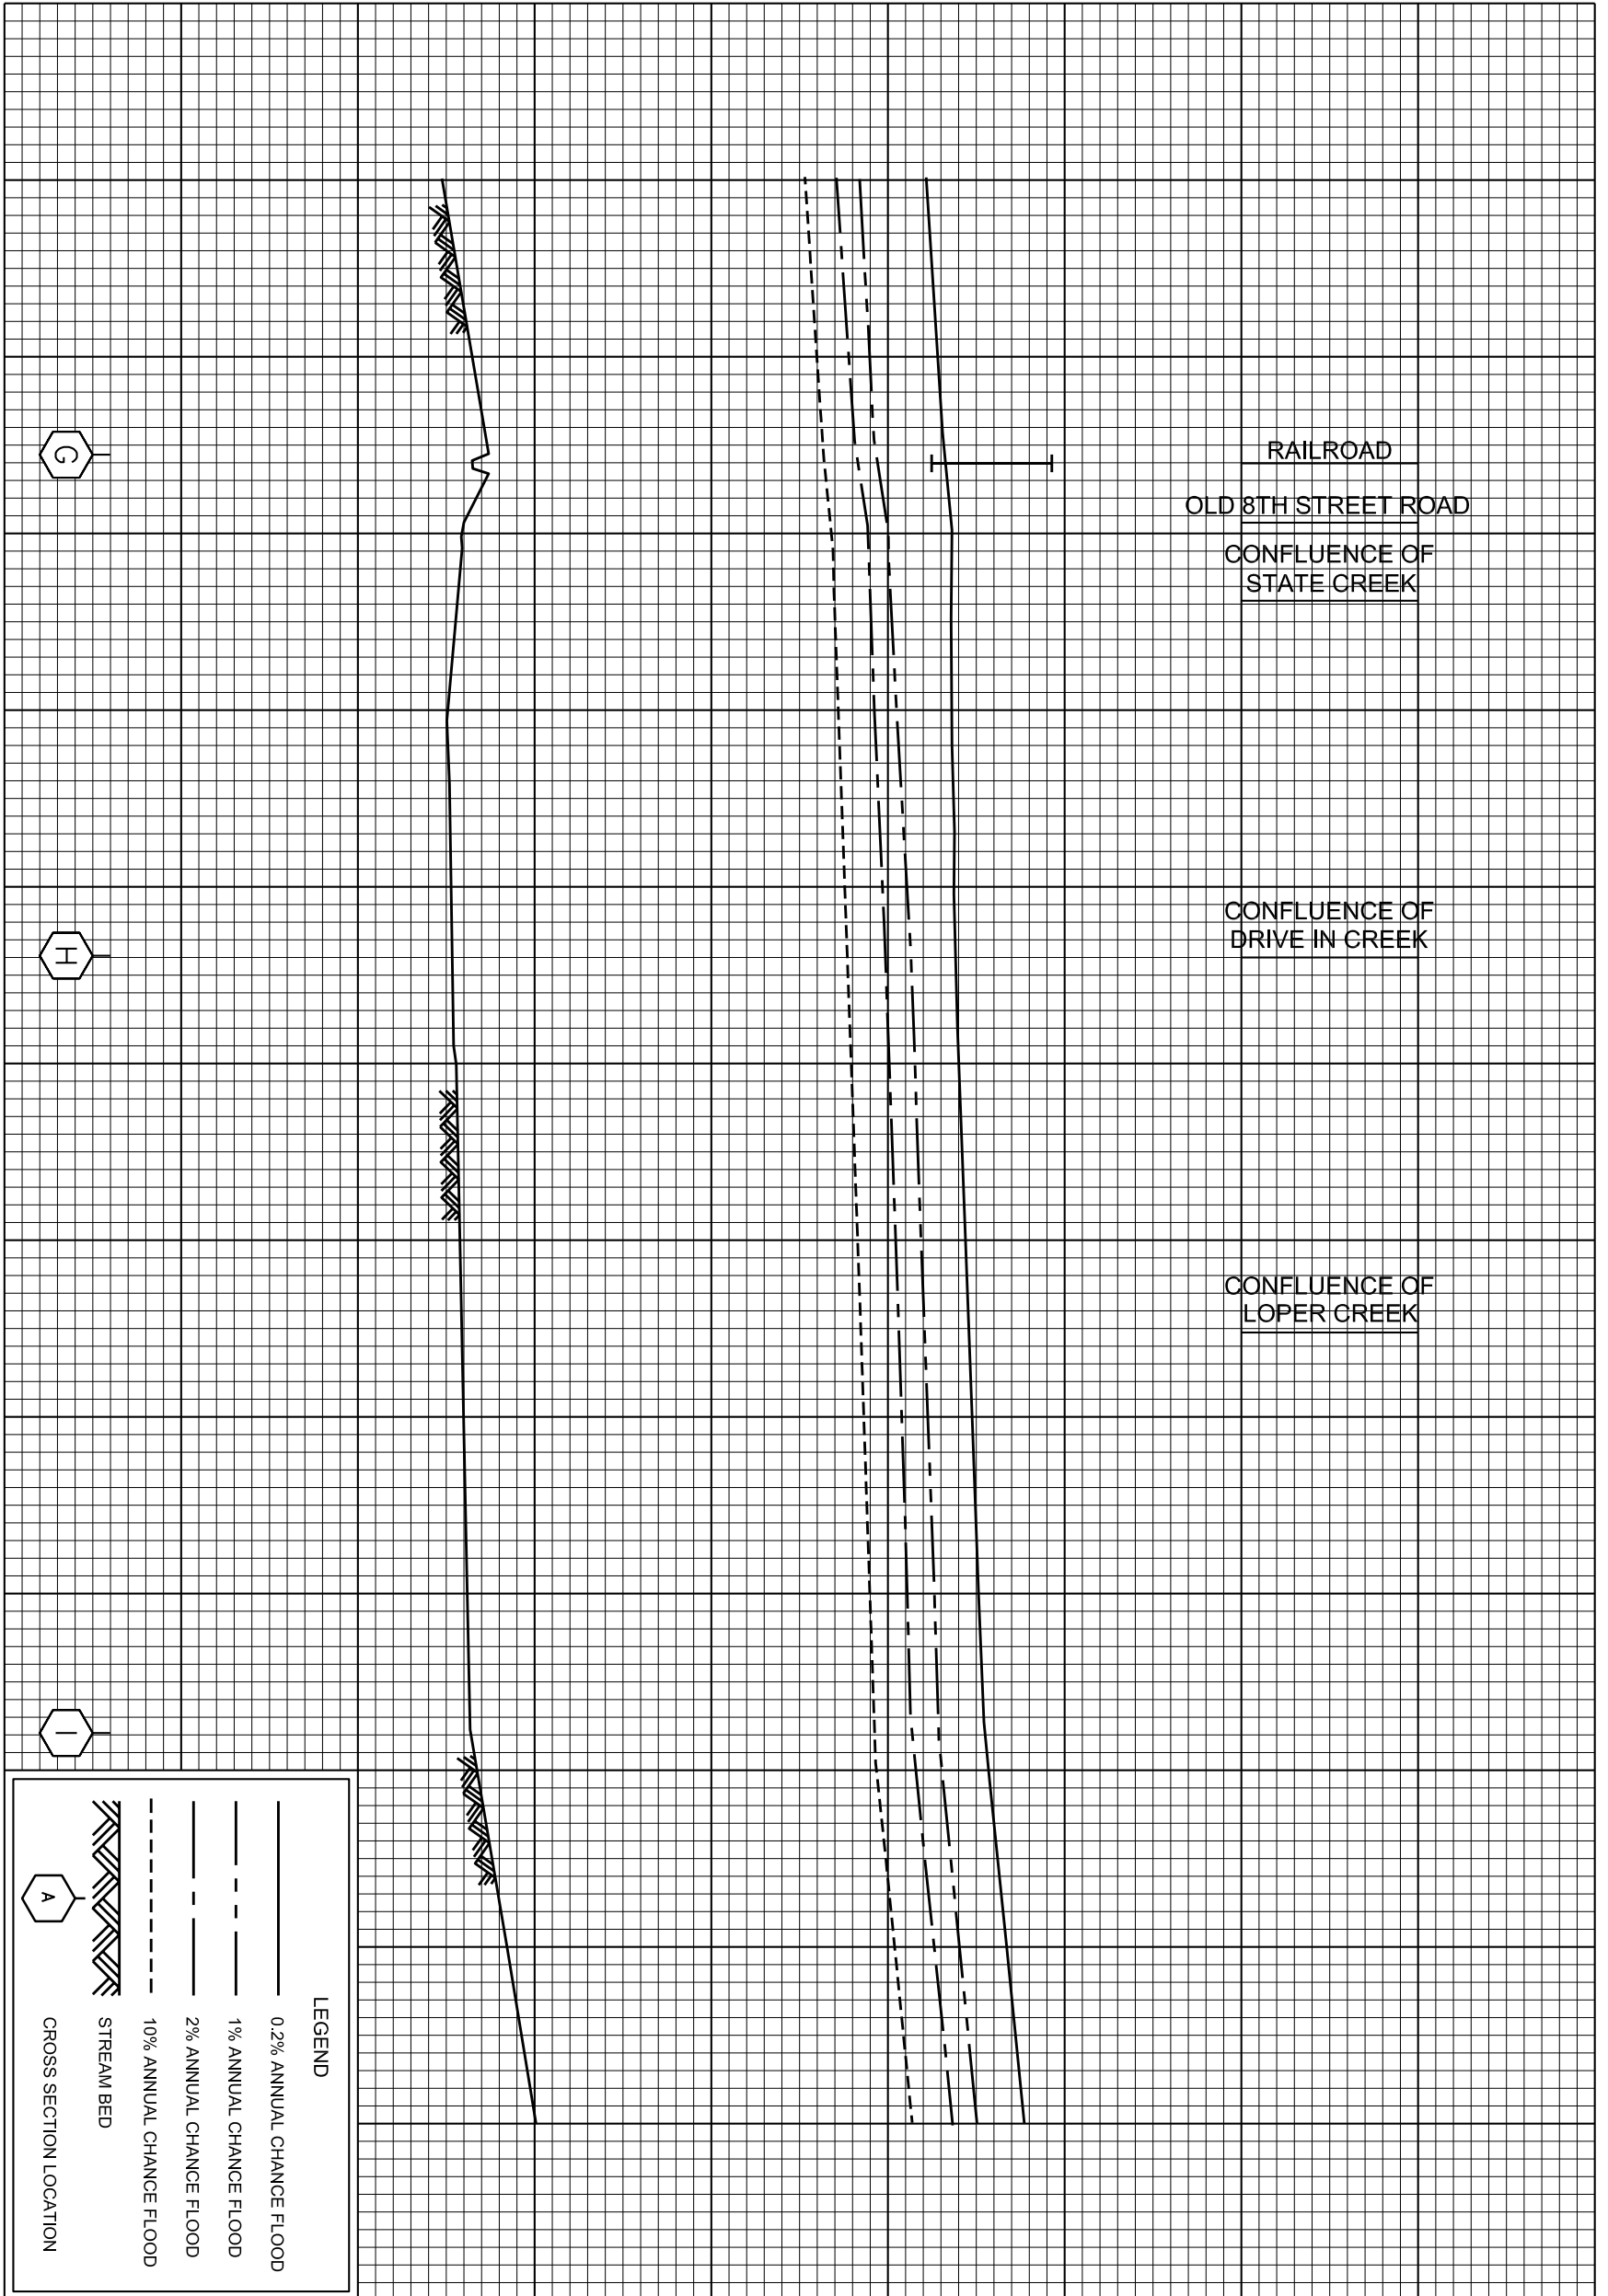 RAILROAD
OLD 8TH STREET ROAD
CONFLUENCE OF
STATE CREEK
CONFLUENCE OF
DRIVE IN CREEK
CONFLUENCE OF
LOPER CREEK
G
H
I
LEGEND
0.2% ANNUAL CHANCE FLOOD
1% ANNUAL CHANCE FLOOD
2% ANNUAL CHANCE FLOOD
10% ANNUAL CHANCE FLOOD
STREAM BED
A
CROSS SECTION LOCATION